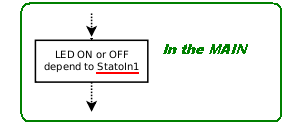 LED ON or OFF
depend to StatoIn1
In the MAIN